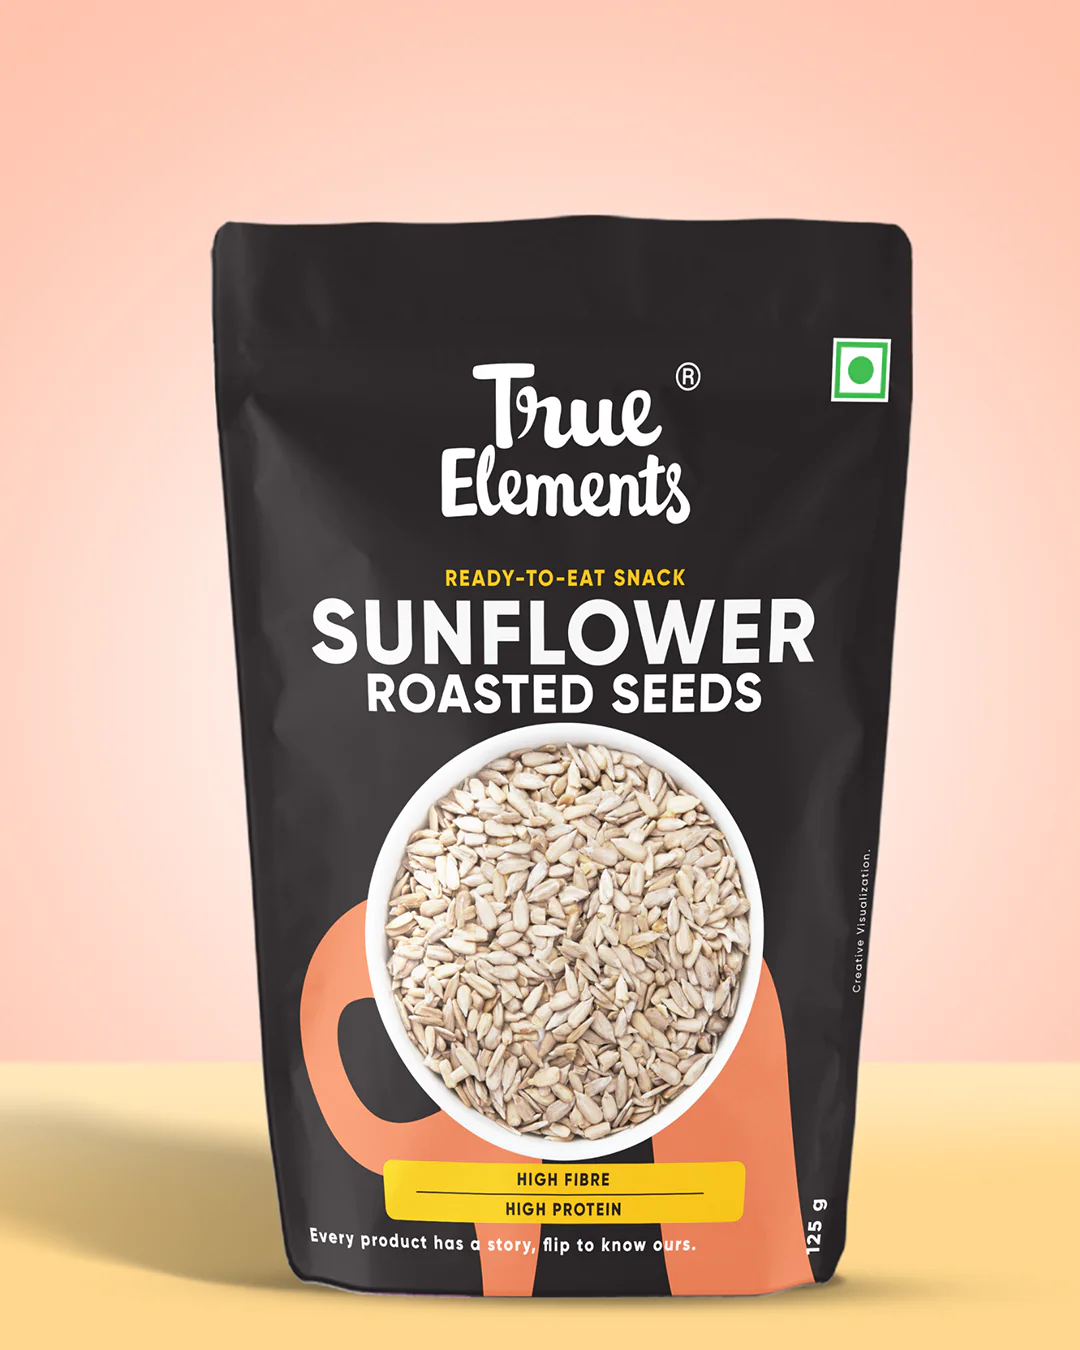 True
Elements
®
READY-TO-EAT SNACK
SUNFLOWER
ROASTED SEEDS
Creative Visualization.
HIGH FIBRE
HIGH PROTEIN
Every product has a story, flip to know ours.
125 g